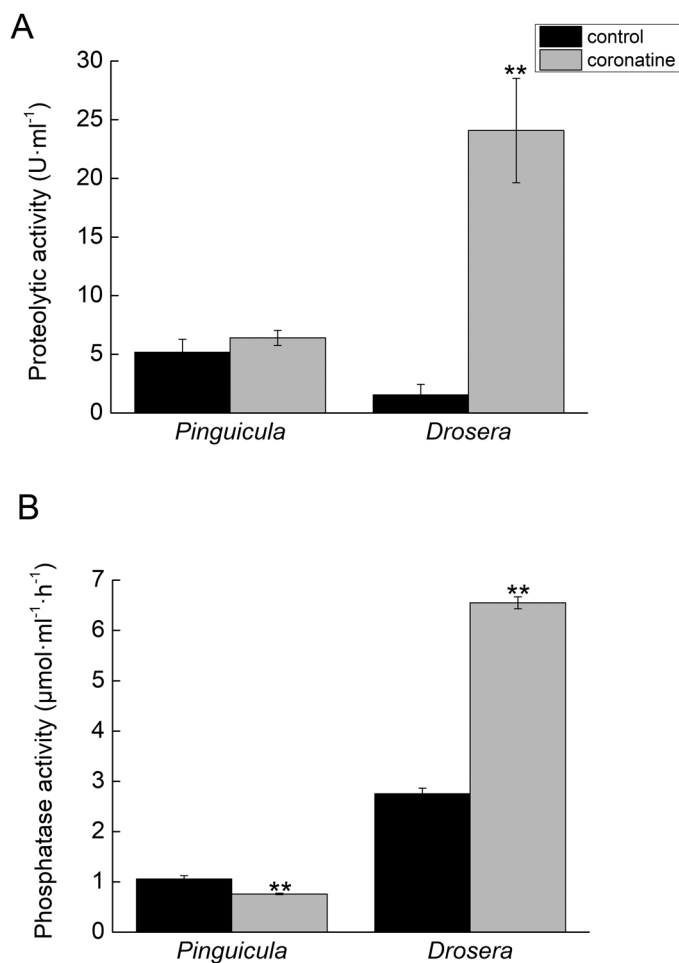 A
control
coronatine
Proteolytic activity (U·ml⁻¹)
30
25
20
15
10
5
0
**
Pinguicula
Drosera
B
Phosphatase activity (µmol·ml⁻¹·h⁻¹)
7
6
5
4
3
2
1
0
**
**
Pinguicula
Drosera